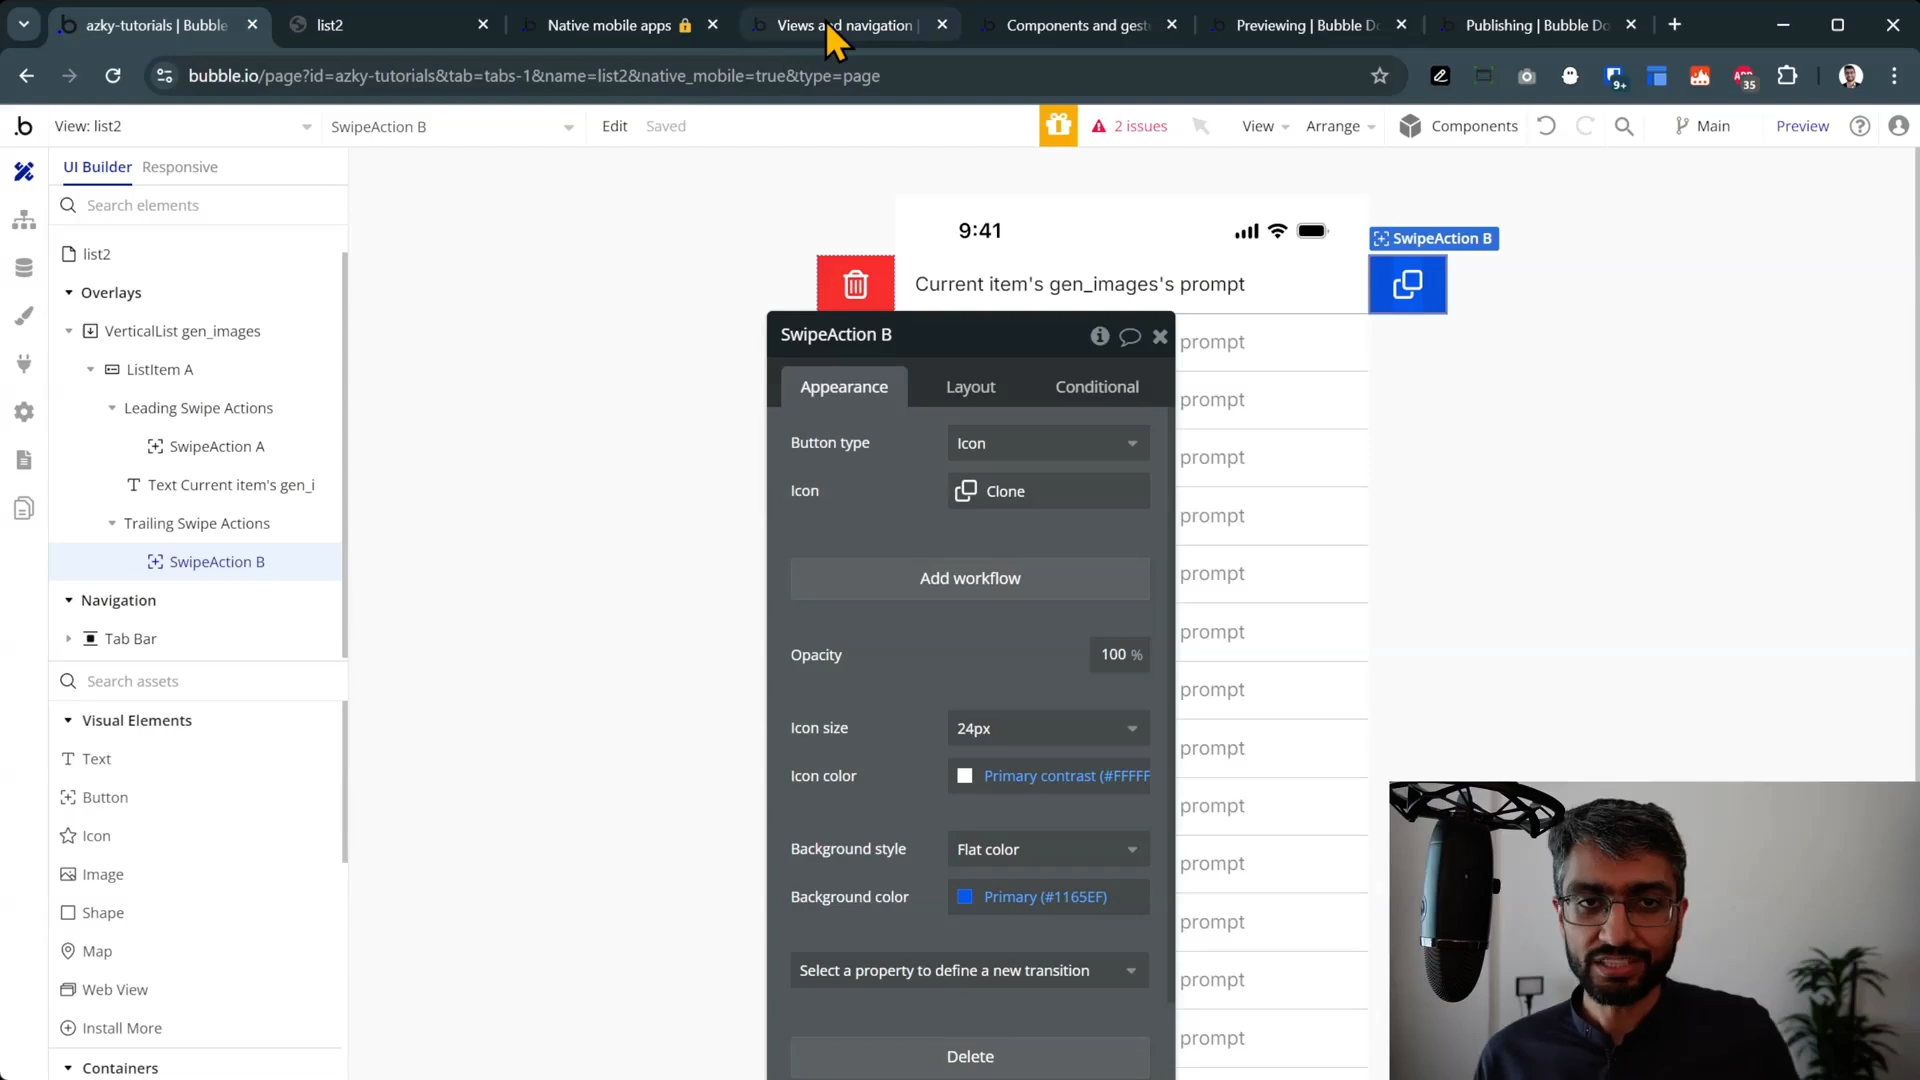 azky-tutorials | Bubble
list2
Native mobile apps
Views and navigation |
Components and gest
Previewing | Bubble Do
Publishing | Bubble Do
bubble.io/page?id=azky-tutorials&tab=tabs-1&name=list2&native_mobile=true&type=page
9+
35
View: list2
SwipeAction B
Edit
Saved
2 issues
View
Arrange
Components
Main
Preview
UI Builder
Responsive
Search elements
list2
Overlays
VerticalList gen_images
ListItem A
Leading Swipe Actions
SwipeAction A
Text Current item's gen_i
Trailing Swipe Actions
SwipeAction B
Navigation
Tab Bar
Search assets
Visual Elements
Text
Button
Icon
Image
Shape
Map
Web View
Install More
Containers
9:41
SwipeAction B
Current item's gen_images's prompt
SwipeAction B
Appearance
Layout
Conditional
Button type
Icon
Icon
Clone
Add workflow
Opacity
100 %
Icon size
24px
Icon color
Primary contrast (#FFFFF
Background style
Flat color
Background color
Primary (#1165EF)
Select a property to define a new transition
Delete
prompt
prompt
prompt
prompt
prompt
prompt
prompt
prompt
prompt
prompt
prompt
prompt
prompt